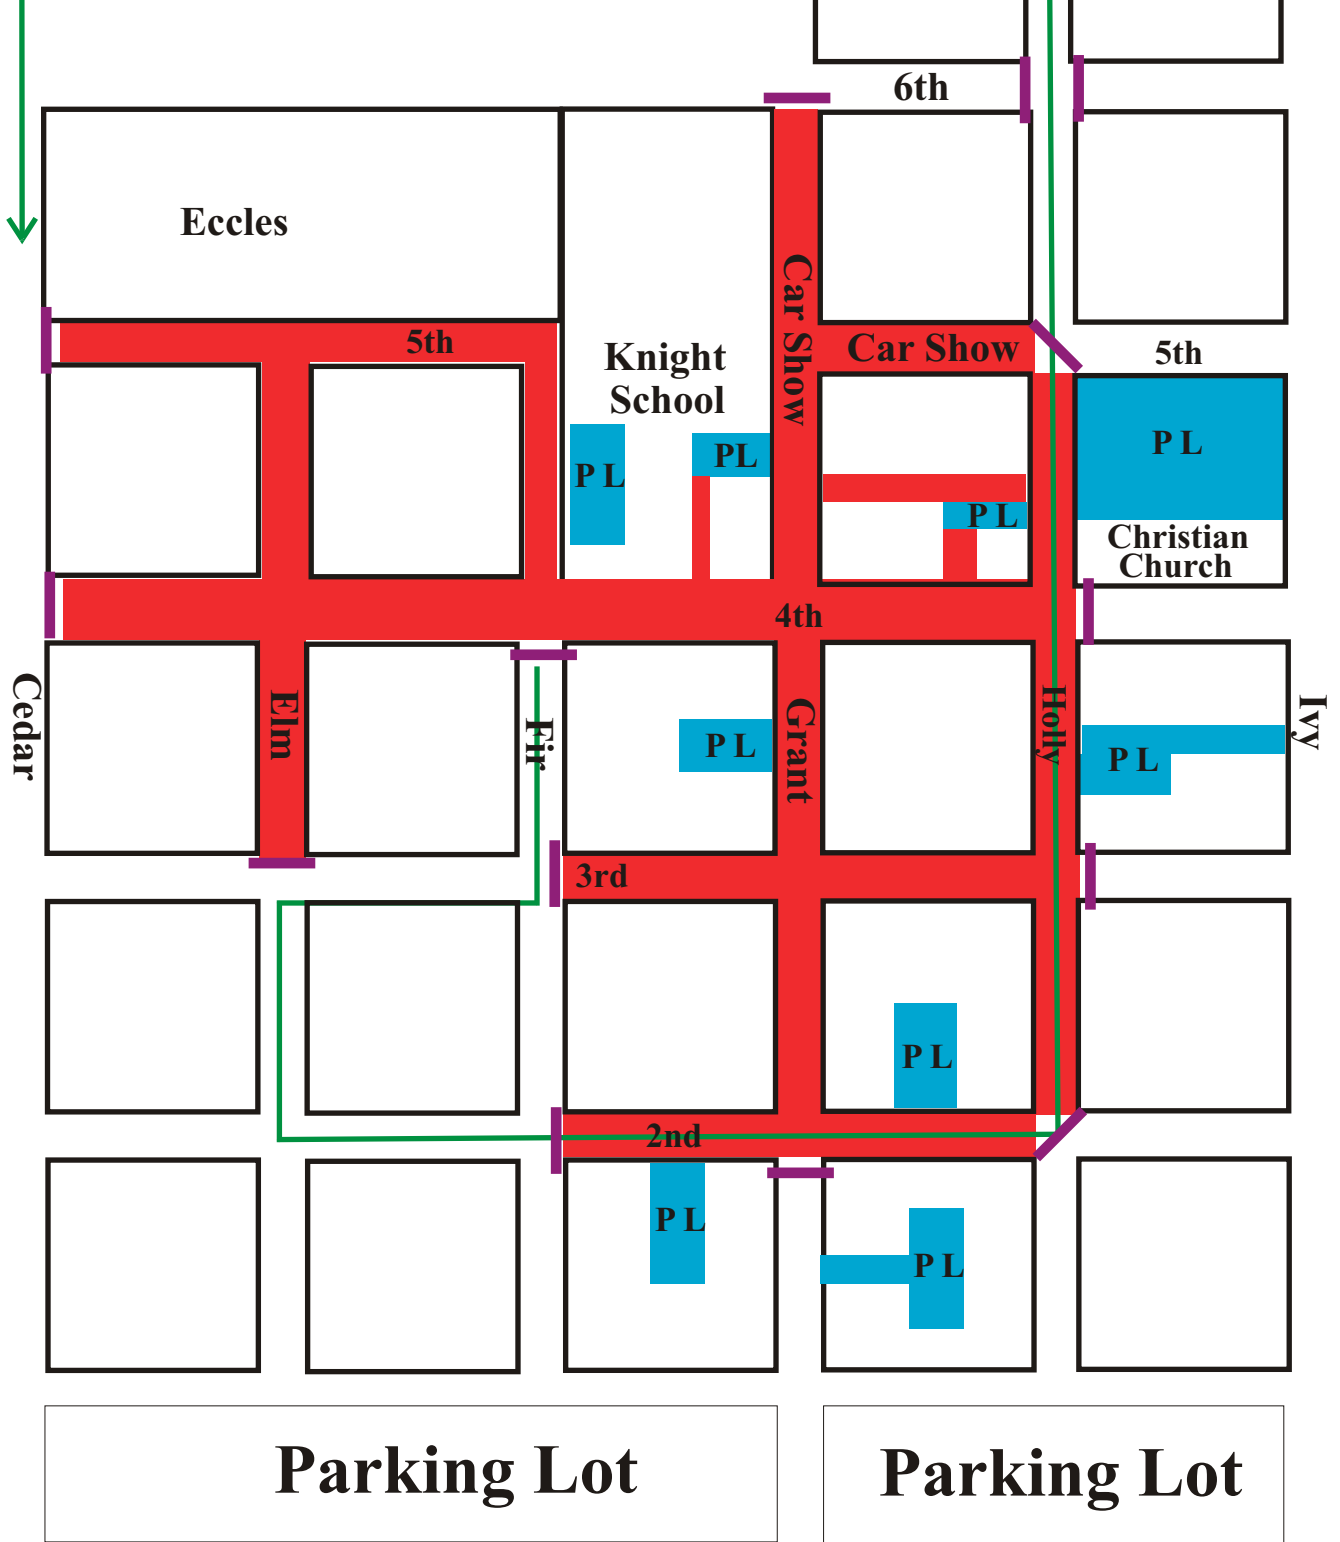 6th
Eccles
Car Show
5th
Knight
School
Car Show
5th
P L
PL
P L
P L
Christian
Church
4th
Cedar
Elm
Fir
P L
Grant
Holly
P L
Ivy
3rd
P L
2nd
P L
P L
Parking Lot
Parking Lot